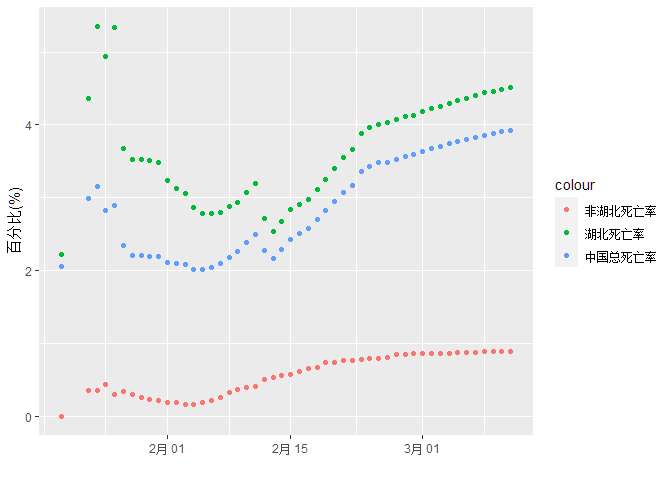 百分比(%)
4
2
0
2月 01
2月 15
3月 01
colour
非湖北死亡率
湖北死亡率
中国总死亡率